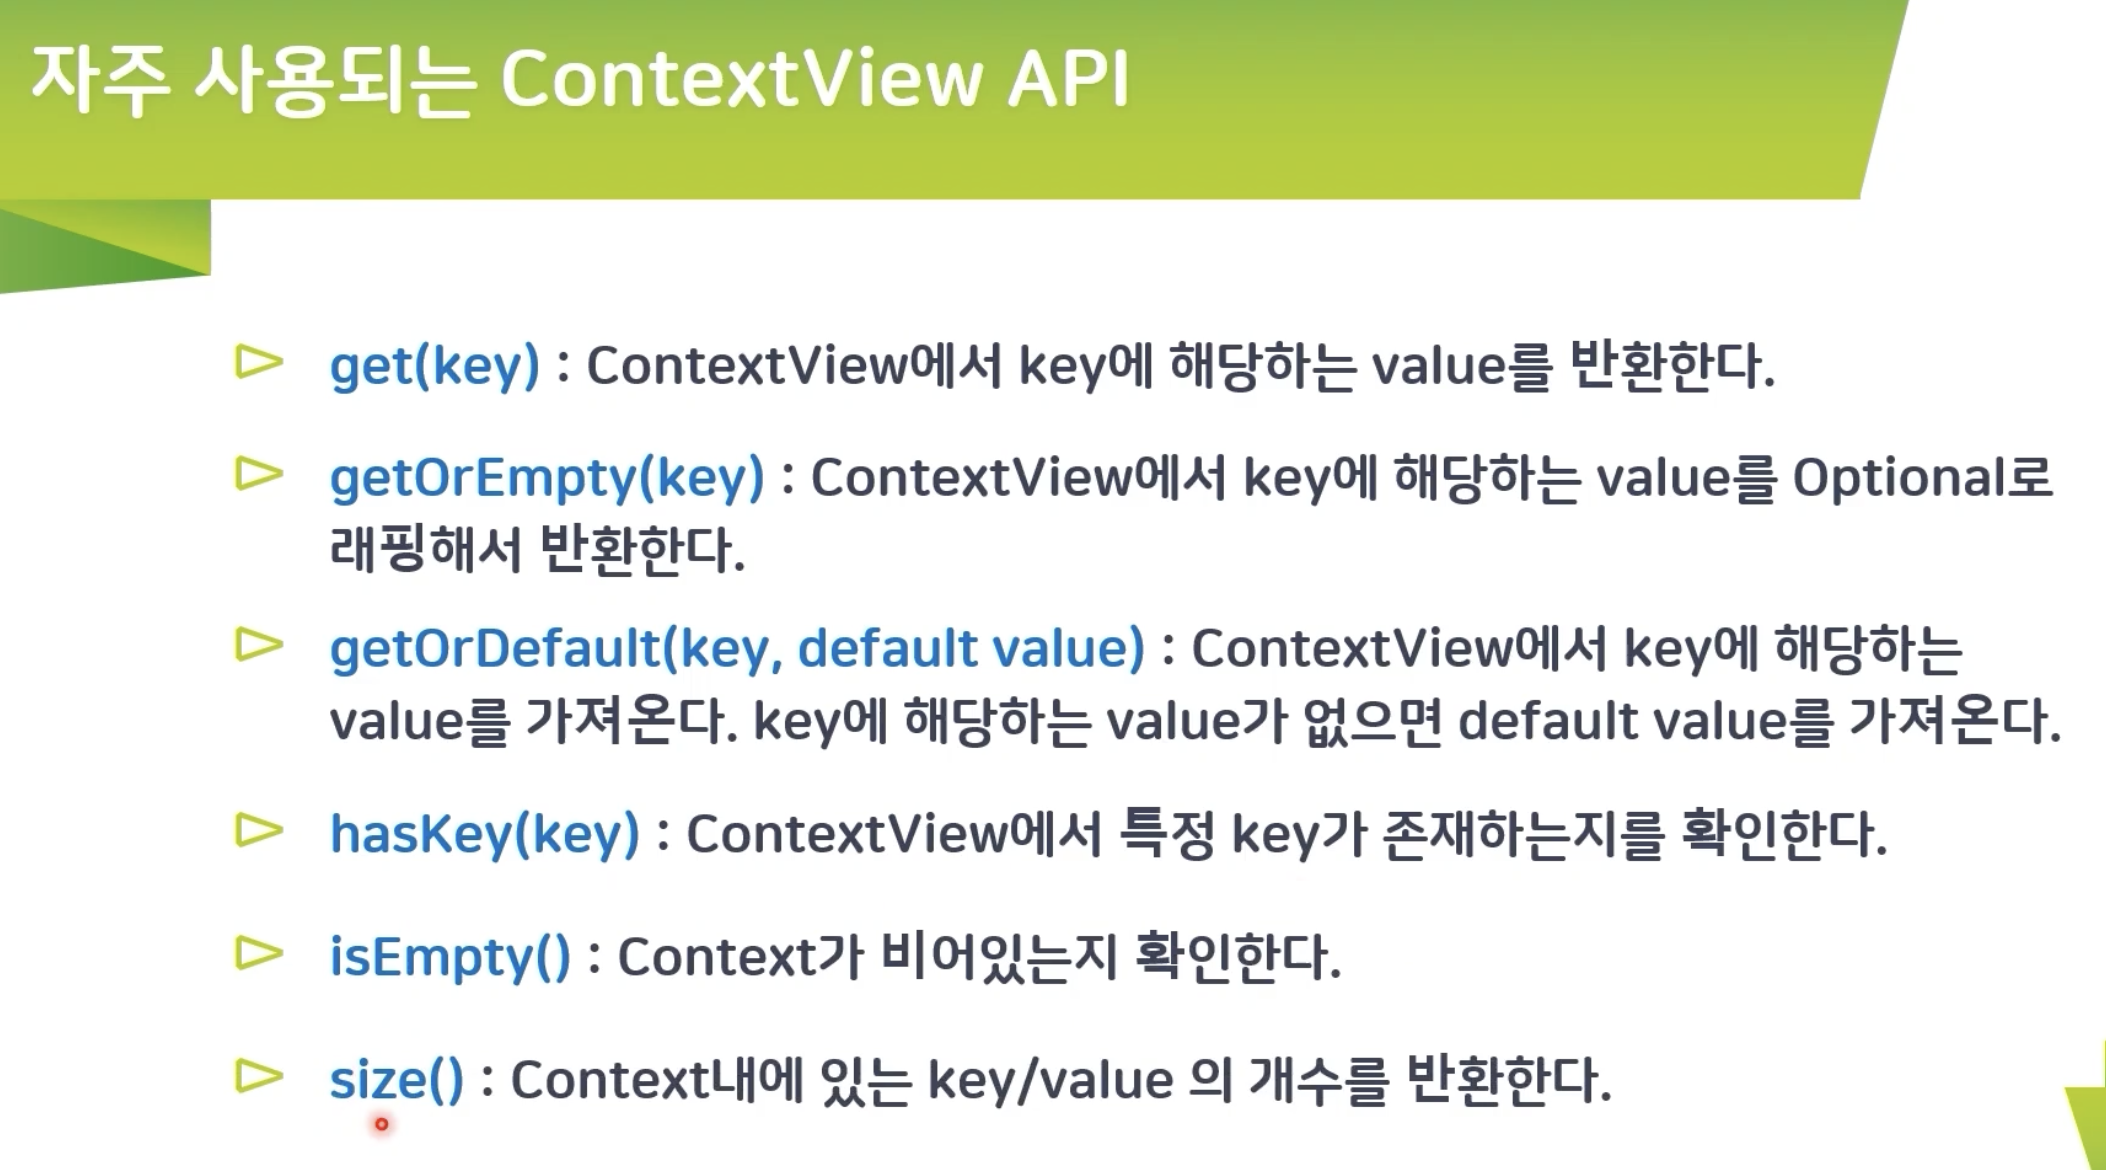 자주 사용되는 ContextView API
get(key) : ContextView에서 key에 해당하는 value를 반환한다.
getOrEmpty(key) : ContextView에서 key에 해당하는 value를 Optional로
래핑해서 반환한다.
getOrDefault(key, default value) : ContextView에서 key에 해당하는
value를 가져온다. key에 해당하는 value가 없으면 default value를 가져온다.
hasKey(key) : ContextView에서 특정 key가 존재하는지를 확인한다.
isEmpty() : Context가 비어있는지 확인한다.
size() : Context내에 있는 key/value 의 개수를 반환한다.